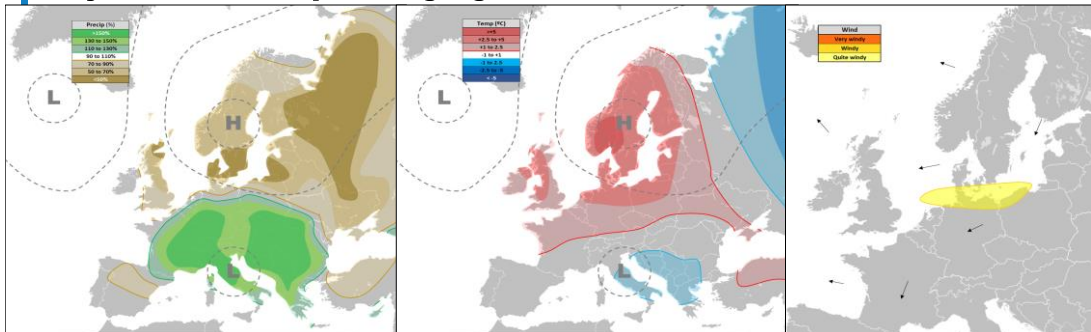 Precip (%)
>150%
130 to 150%
110 to 130%
90 to 110%
70 to 90%
50 to 70%
<50%
L
H
L
Temp (ºC)
>+5
+2.5 to +5
+1 to 2.5
-1 to +1
-1 to 2.5
-2.5 to -5
< -5
L
H
L
Wind
Very windy
Windy
Quite windy